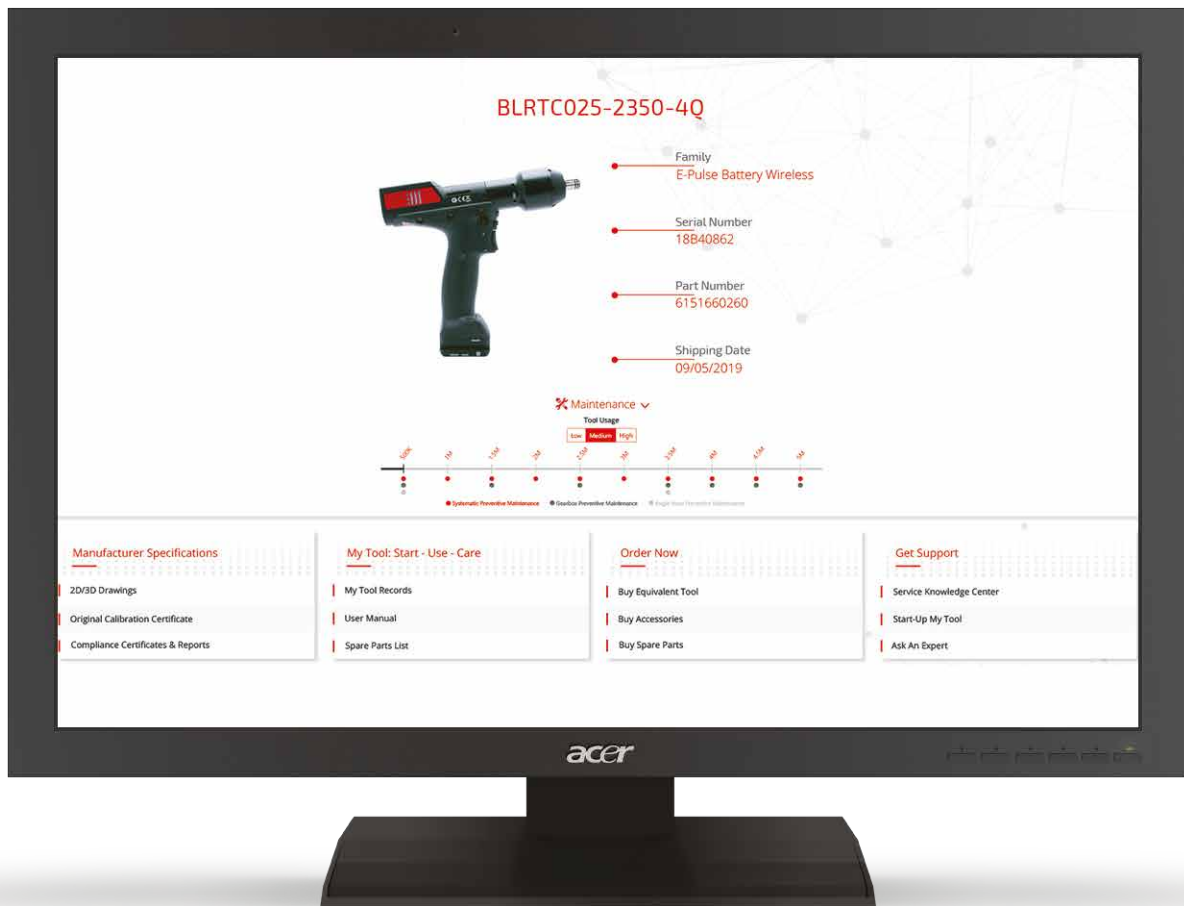 BLRTC025-2350-4Q
Family
E-Pulse Battery Wireless
Serial Number
18B40862
Part Number
6151660260
Shipping Date
09/05/2019
Maintenance
Tool Usage
Low Medium High
500K 1M 1.5M 2M 2.5M 3M 3.5M 4M 4.5M 5M
Systematic Preventive Maintenance Gearbox Preventive Maintenance Angle Head Preventive Maintenance
Manufacturer Specifications
2D/3D Drawings
Original Calibration Certificate
Compliance Certificates & Reports
My Tool: Start - Use - Care
My Tool Records
User Manual
Spare Parts List
Order Now
Buy Equivalent Tool
Buy Accessories
Buy Spare Parts
Get Support
Service Knowledge Center
Start-Up My Tool
Ask An Expert
acer